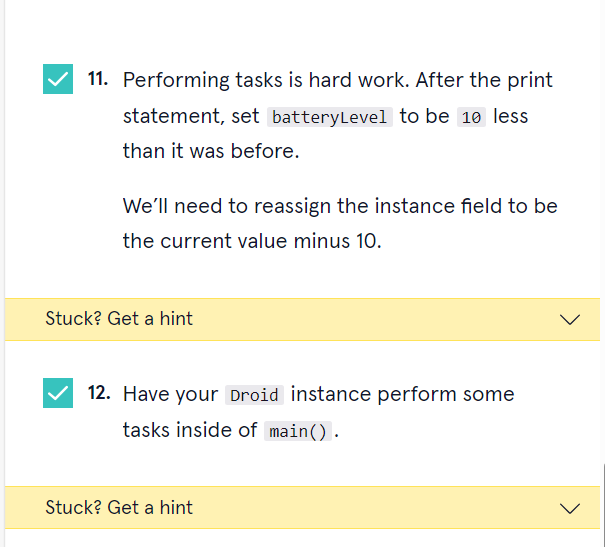 11. Performing tasks is hard work. After the print
statement, set batteryLevel to be 10 less
than it was before.
We’ll need to reassign the instance field to be
the current value minus 10.
Stuck? Get a hint
12. Have your Droid instance perform some
tasks inside of main().
Stuck? Get a hint